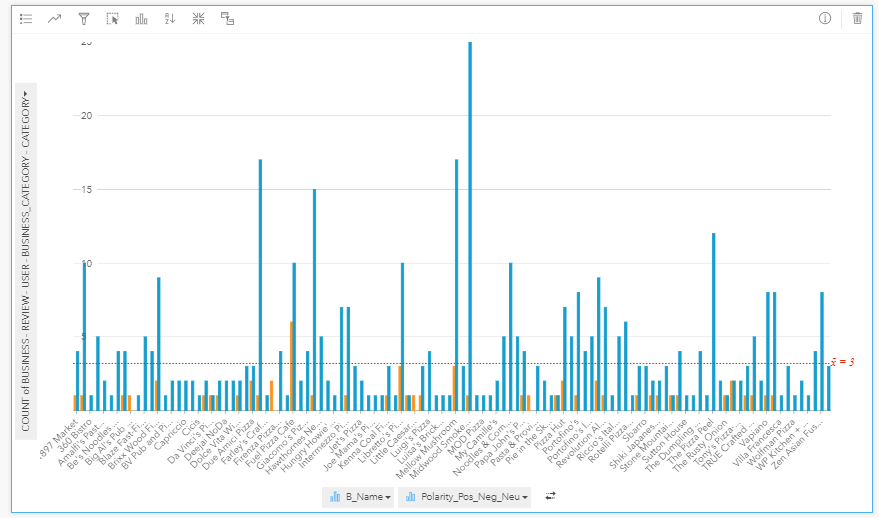 A
Z
25
20
15
10
5
x̄ = 3
COUNT of BUSINESS- REVIEW - USER - BUSINESS_CATEGORY - CATEGORY
.897 Market
360 Bistro
Amalfi's Past...
Be's Noodles...
Big Al's Pub ...
Blaze Fast-Fi...
Brixx Wood Fi...
BV Pub and Pi...
Capriccio
Cicis
Da Vinci's Pi...
Deejai NoDa
Dolce Vita Wi...
Due Amici Pizza
Farley's Craf...
Firenza Pizza...
Fuel Pizza Cafe
Giacomo's Piz...
Hawthornes Ne...
Hungry Howie'...
Intermezzo Pi...
Jet's Pizza
Joe Mama's Pi...
Kenna Coal Fi...
Libretto's Pi...
Little Caesa...
Luigi's Pizza
Luisa's Brick...
Mellow Mushroom
Midwood Smoke...
MOD Pizza
My Camille's
Noodles & Com...
Papa John's P...
Pasta & Provi...
Pie in the Sk...
Pizza Hut
Portofino's
Portofino's I...
Revolution Al...
Riccio's Ital...
Rotelli Pizza...
Sbarro
Shiki Japanes...
Stone Mountai...
Sutton House
The Dumpling ...
The Pizza Peel
The Rusty Onion
Tony's Pizza-...
TRUE Crafted ...
Vapiano
Villa Francesca
Wolfman Pizza
WP Kitchen + ...
Zen Asian Fus...
B_Name
Polarity_Pos_Neg_Neu